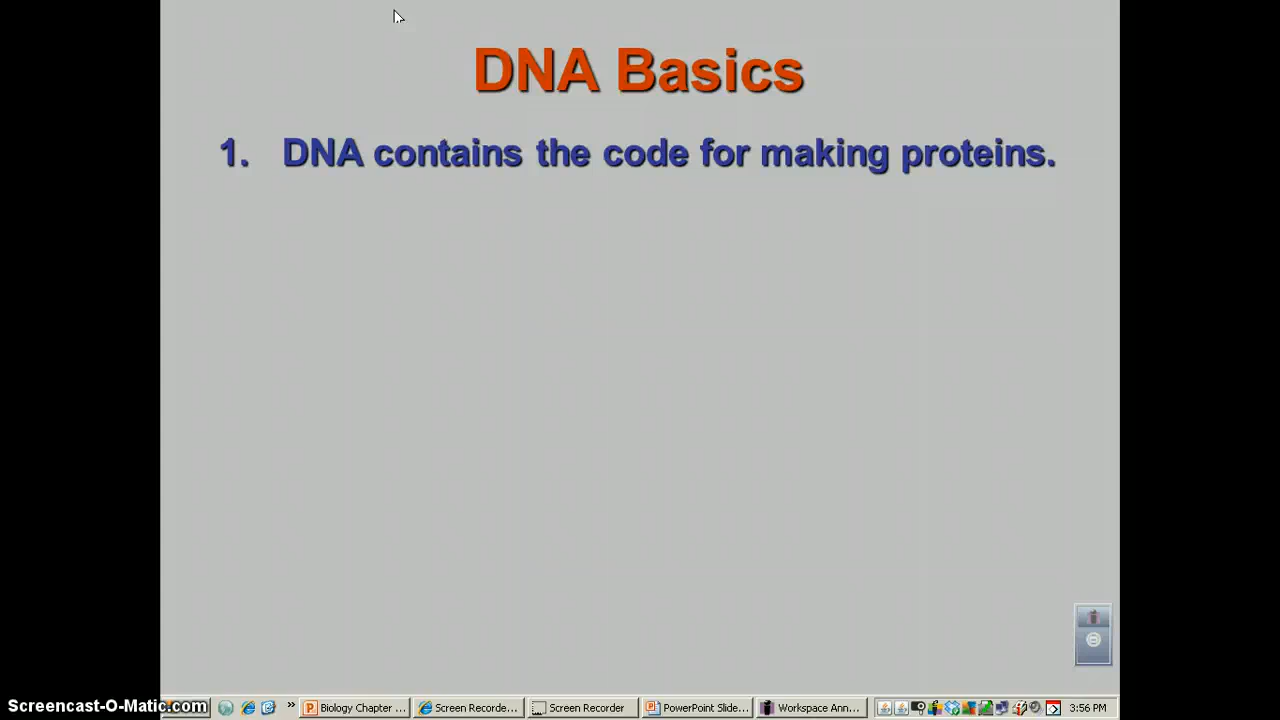 DNA Basics
1. DNA contains the code for making proteins.
Screencast-O-Matic.com
» Biology Chapter ... Screen Recorde... Screen Recorder PowerPoint Slide... Workspace Ann... 3:56 PM